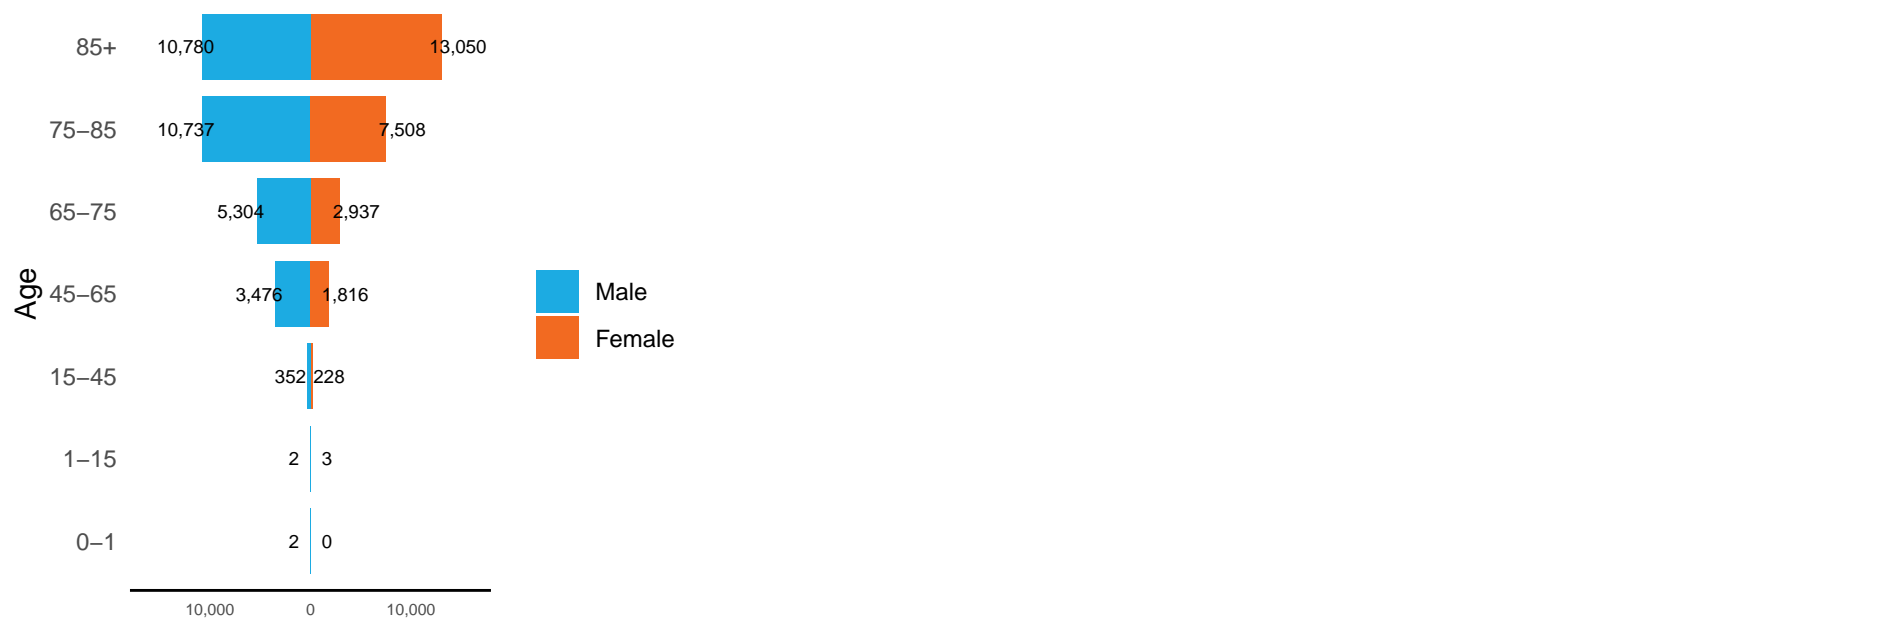 85+ 10,780 13,050
75–85 10,737 7,508
65–75 5,304 2,937
Age
45–65 3,476 1,816
Male
Female
15–45 352 228
1–15 2 3
0–1 2 0
10,000 0 10,000